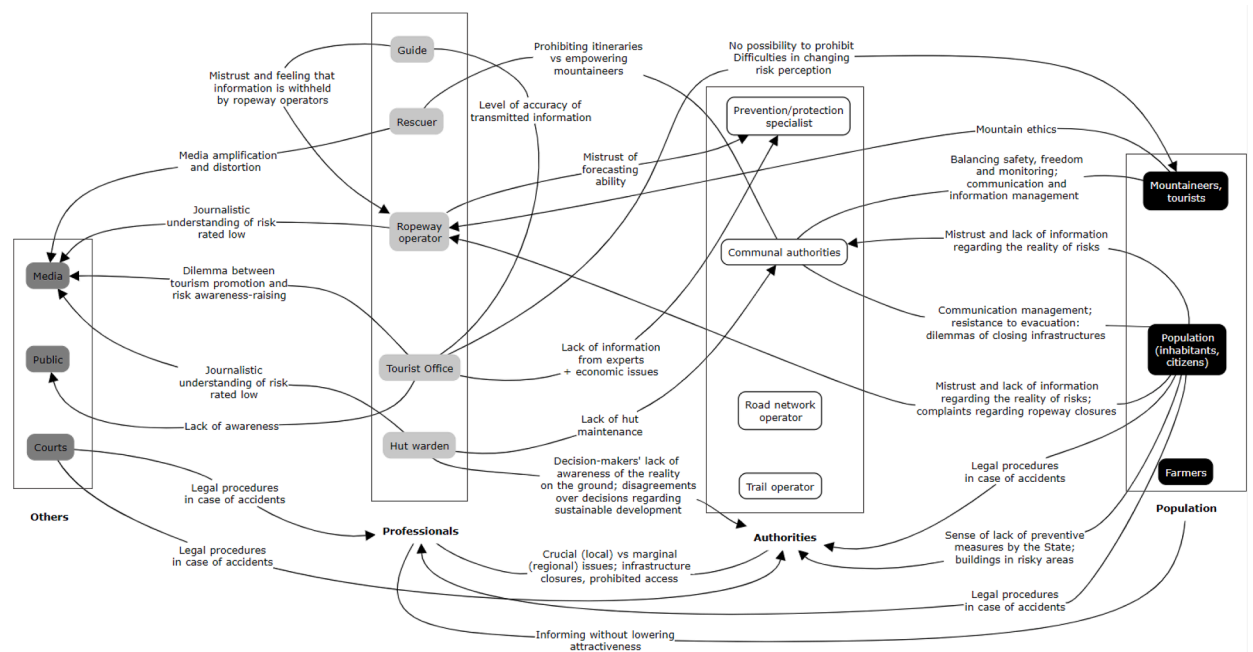 Guide
Rescuer
Ropeway
operator
Tourist Office
Hut warden
Professionals
Media
Public
Courts
Others
Prevention/protection
specialist
Communal authorities
Road network
operator
Trail operator
Authorities
Mountaineers,
tourists
Population
(inhabitants,
citizens)
Farmers
Population
Mistrust and feeling that
information is withheld
by ropeway operators
Media amplification
and distortion
Journalistic
understanding of risk
rated low
Dilemma between
tourism promotion and
risk awareness-raising
Journalistic
understanding of risk
rated low
Lack of awareness
Legal procedures
in case of accidents
Legal procedures
in case of accidents
Prohibiting itineraries
vs empowering
mountaineers
Level of accuracy of
transmitted information
Mistrust of
forecasting
ability
Lack of information
from experts
+ economic issues
Lack of hut
maintenance
Decision-makers' lack of
awareness of the reality
on the ground; disagreements
over decisions regarding
sustainable development
Crucial (local) vs marginal
(regional) issues; infrastructure
closures, prohibited access
Informing without lowering
attractiveness
No possibility to prohibit
Difficulties in changing
risk perception
Mountain ethics
Balancing safety, freedom
and monitoring;
communication and
information management
Mistrust and lack of information
regarding the reality of risks
Communication management;
resistance to evacuation:
dilemmas of closing infrastructures
Mistrust and lack of information
regarding the reality of risks;
complaints regarding ropeway closures
Legal procedures
in case of accidents
Sense of lack of preventive
measures by the State;
buildings in risky areas
Legal procedures
in case of accidents